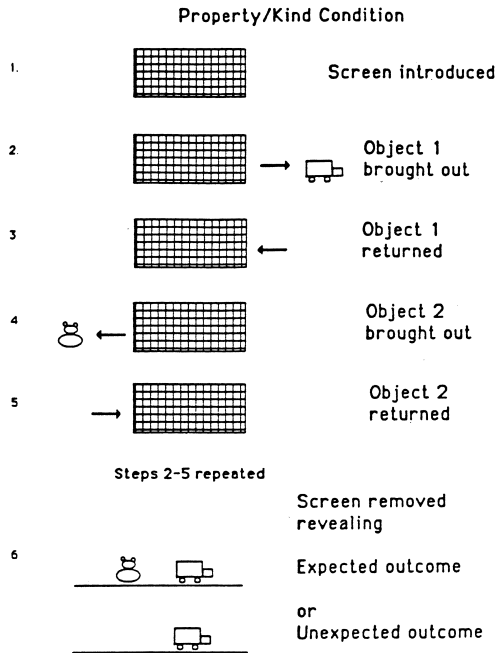 Property/Kind Condition
1.
Screen introduced
2.
Object 1
brought out
3
Object 1
returned
4
Object 2
brought out
5
Object 2
returned
Steps 2-5 repeated
Screen removed
revealing
6
Expected outcome
or
Unexpected outcome